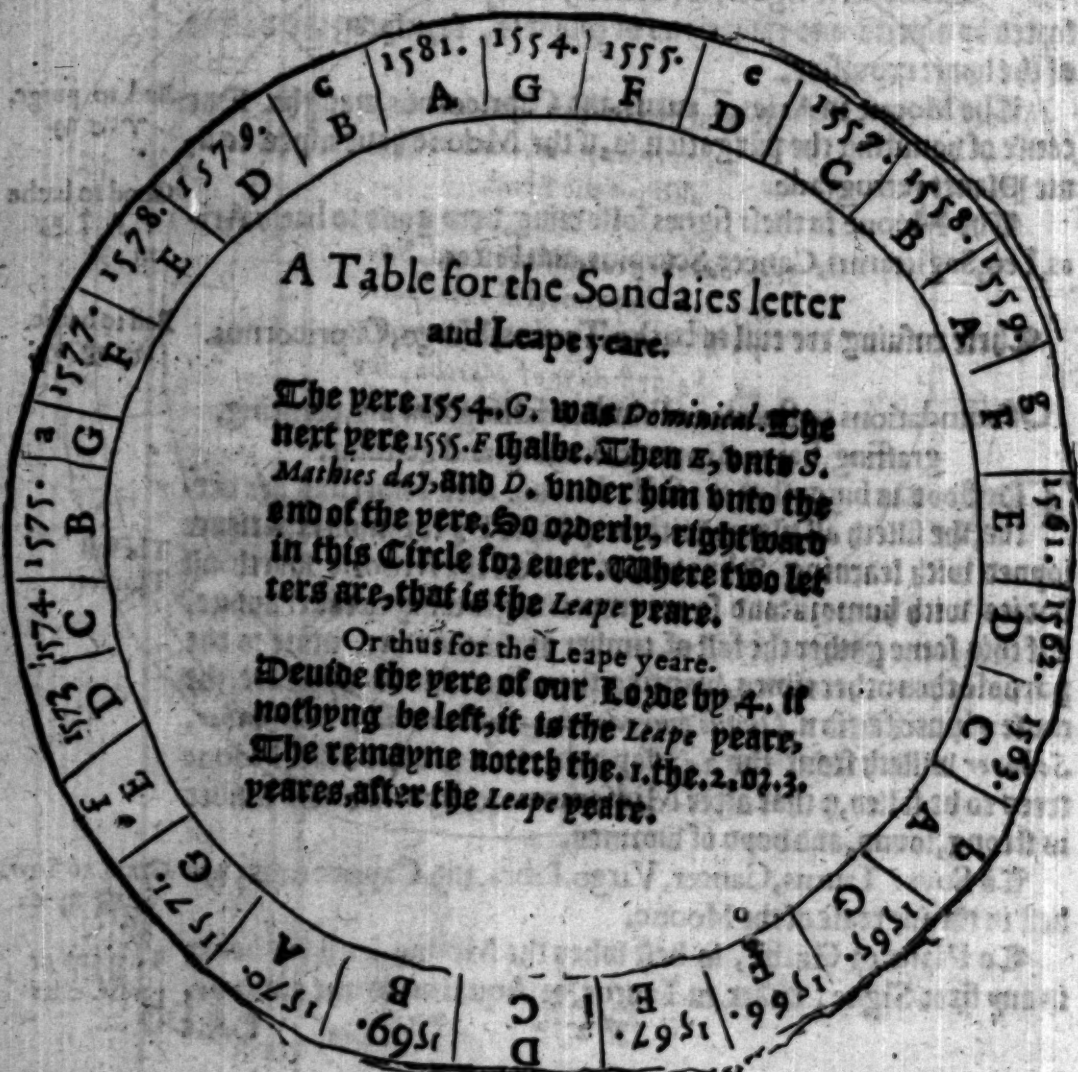 1554. G
1555. F
e D
1557. C
1558. B
1559. A
g F
1561. E
1562. D
1563. C
b A
1565. G
1566. F
1567. E
D C
1569. B
1570. A
1571. G
f E
1573 D
1574. C
1575. B
a G
1577. F
1578. E
1579. D
c B
1581. A
A Table for the Sondaies letter
and Leape yeare.
The yere 1554. G. was Dominical. The
next yere 1555. F shalbe. Then E, vnto S.
Mathies day, and D. vnder him vnto the
end of the yere. So orderly, rightward
in this Circle for euer. Where two let
ters are, that is the Leape yeare.
Or thus for the Leape yeare.
Deuide the yere of our Lorde by 4. if
nothyng be left, it is the Leape yeare,
The remayne noteth the .1. the .2. or .3.
yeares, after the Leape yeare.